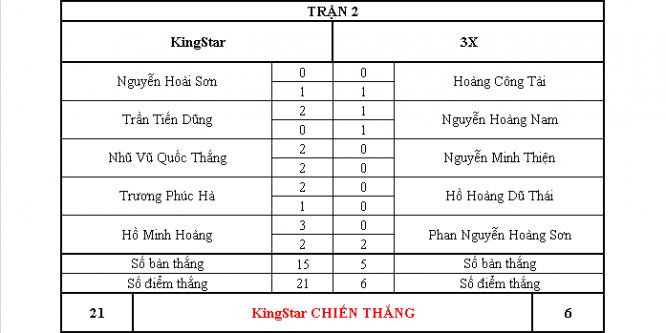 TRẬN 2
KingStar 3X
0 0
Nguyễn Hoài Sơn Hoàng Công Tài
1 1
2 1
Trần Tiến Dũng Nguyễn Hoàng Nam
0 1
2 0
Nhũ Vũ Quốc Thắng Nguyễn Minh Thiện
2 0
2 0
Trương Phúc Hà Hồ Hoàng Dũ Thái
1 0
3 0
Hồ Minh Hoàng Phan Nguyễn Hoàng Sơn
2 2
Số bàn thắng 15 5 Số bàn thắng
Số điểm thắng 21 6 Số điểm thắng
21 KingStar CHIẾN THẮNG 6